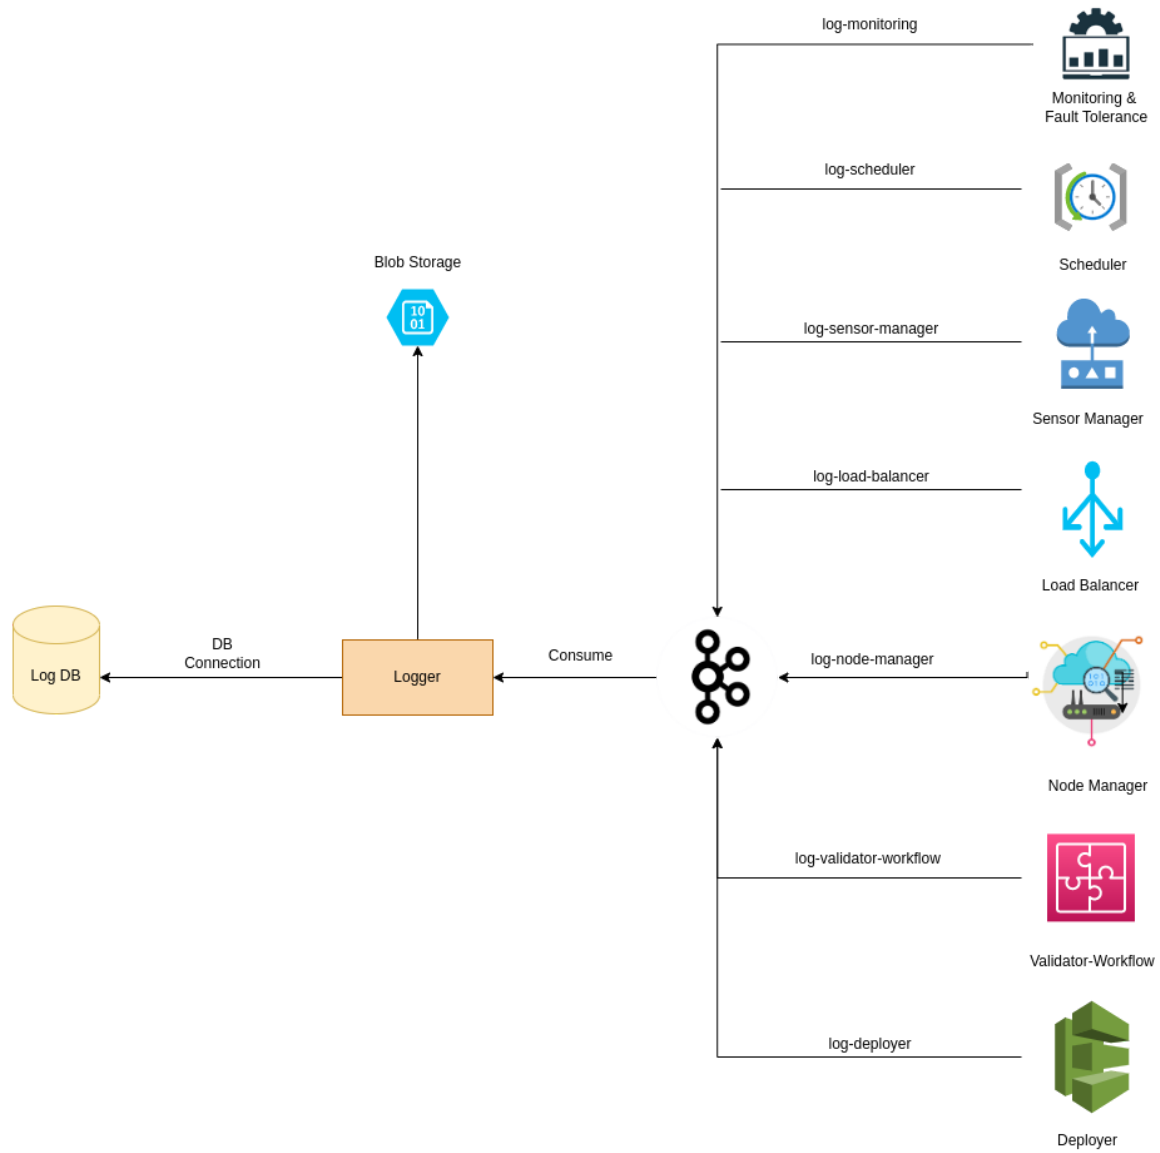 log-monitoring
Monitoring &
Fault Tolerance
log-scheduler
Scheduler
Blob Storage
10
01
log-sensor-manager
Sensor Manager
log-load-balancer
Load Balancer
DB
Connection
Log DB
Logger
Consume
log-node-manager
101
010
Node Manager
log-validator-workflow
Validator-Workflow
log-deployer
Deployer